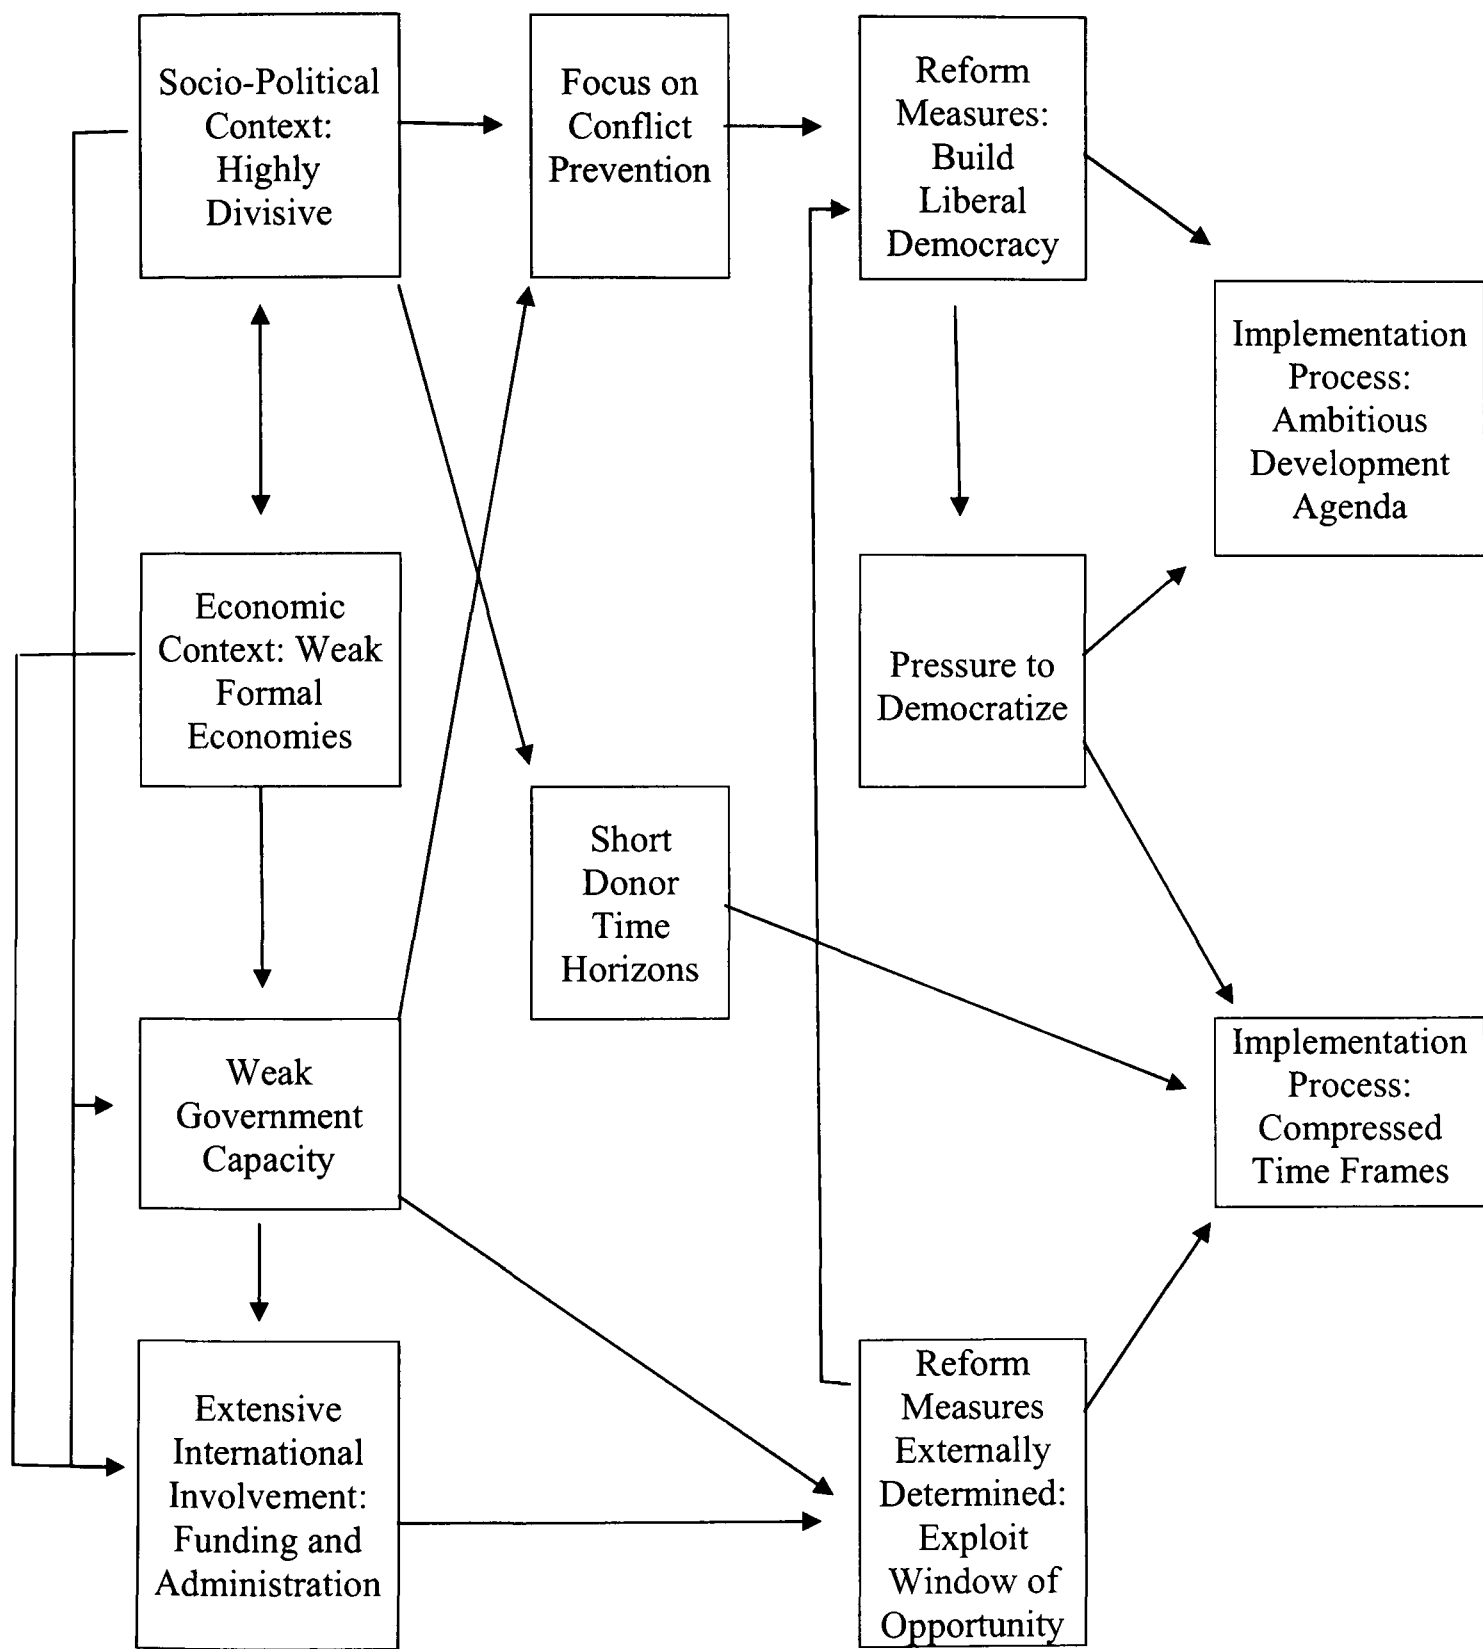 Socio-Political
Context:
Highly
Divisive
Focus on
Conflict
Prevention
Reform
Measures:
Build
Liberal
Democracy
Implementation
Process:
Ambitious
Development
Agenda
Economic
Context: Weak
Formal
Economies
Pressure to
Democratize
Short
Donor
Time
Horizons
Weak
Government
Capacity
Implementation
Process:
Compressed
Time Frames
Extensive
International
Involvement:
Funding and
Administration
Reform
Measures
Externally
Determined:
Exploit
Window of
Opportunity